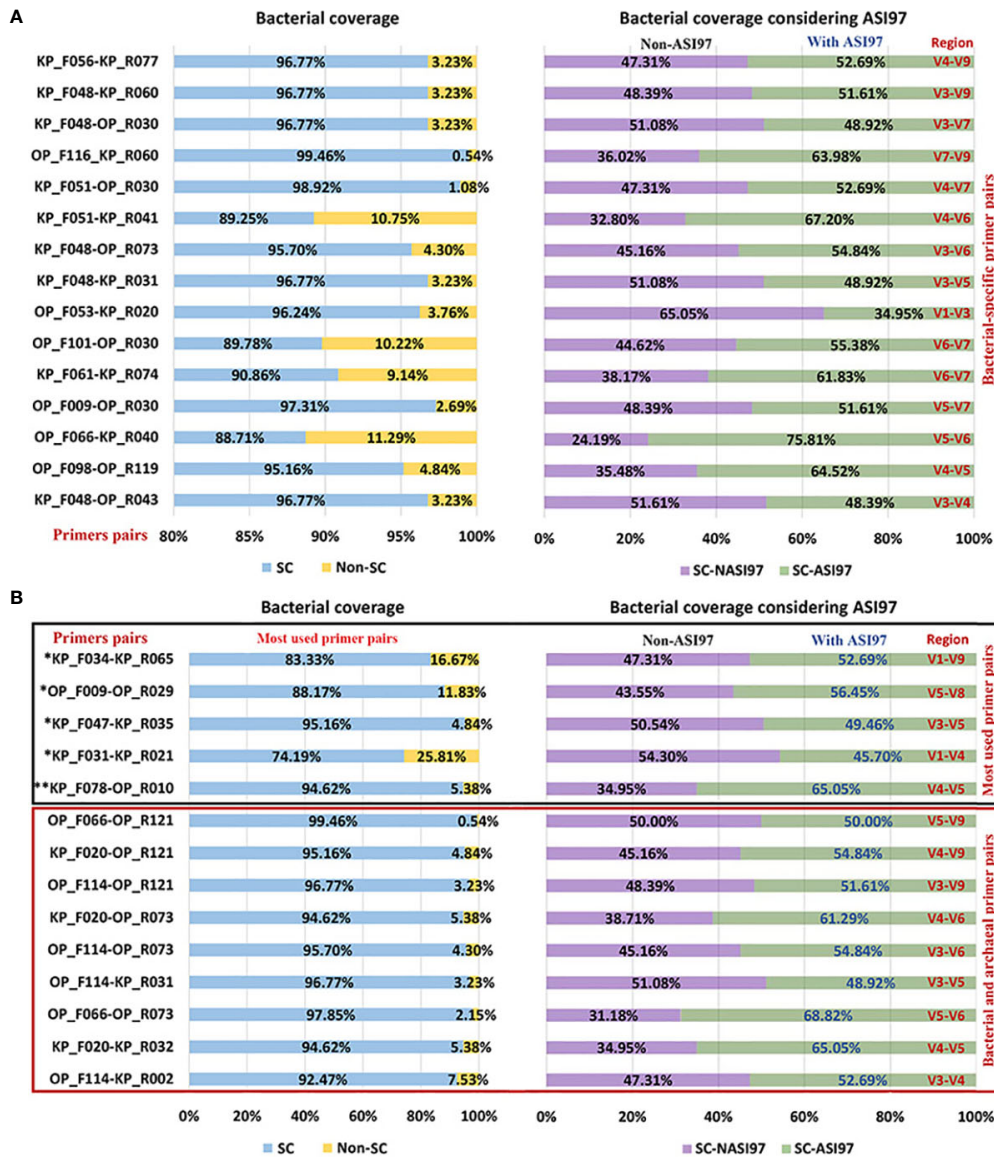 A
Bacterial coverage Bacterial coverage considering ASI97
Non-ASI97 With ASI97 Region
KP_F056-KP_R077 96.77% 3.23% 47.31% 52.69% V4-V9
KP_F048-KP_R060 96.77% 3.23% 48.39% 51.61% V3-V9
KP_F048-OP_R030 96.77% 3.23% 51.08% 48.92% V3-V7
OP_F116_KP_R060 99.46% 0.54% 36.02% 63.98% V7-V9
KP_F051-OP_R030 98.92% 1.08% 47.31% 52.69% V4-V7
KP_F051-KP_R041 89.25% 10.75% 32.80% 67.20% V4-V6
KP_F048-OP_R073 95.70% 4.30% 45.16% 54.84% V3-V6
KP_F048-KP_R031 96.77% 3.23% 51.08% 48.92% V3-V5
OP_F053-KP_R020 96.24% 3.76% 65.05% 34.95% V1-V3
OP_F101-OP_R030 89.78% 10.22% 44.62% 55.38% V6-V7
KP_F061-KP_R074 90.86% 9.14% 38.17% 61.83% V6-V7
OP_F009-OP_R030 97.31% 2.69% 48.39% 51.61% V5-V7
OP_F066-KP_R040 88.71% 11.29% 24.19% 75.81% V5-V6
OP_F098-OP_R119 95.16% 4.84% 35.48% 64.52% V4-V5
KP_F048-OP_R043 96.77% 3.23% 51.61% 48.39% V3-V4
Bacterial-specific primer pairs
Primers pairs 80% 85% 90% 95% 100% 0% 20% 40% 60% 80% 100%
SC Non-SC SC-NASI97 SC-ASI97
B
Bacterial coverage Bacterial coverage considering ASI97
Primers pairs Most used primer pairs Non-ASI97 With ASI97 Region
*KP_F034-KP_R065 83.33% 16.67% 47.31% 52.69% V1-V9
*OP_F009-OP_R029 88.17% 11.83% 43.55% 56.45% V5-V8
*KP_F047-KP_R035 95.16% 4.84% 50.54% 49.46% V3-V5
*KP_F031-KP_R021 74.19% 25.81% 54.30% 45.70% V1-V4
**KP_F078-OP_R010 94.62% 5.38% 34.95% 65.05% V4-V5
Most used primer pairs
OP_F066-OP_R121 99.46% 0.54% 50.00% 50.00% V5-V9
KP_F020-OP_R121 95.16% 4.84% 45.16% 54.84% V4-V9
OP_F114-OP_R121 96.77% 3.23% 48.39% 51.61% V3-V9
KP_F020-OP_R073 94.62% 5.38% 38.71% 61.29% V4-V6
OP_F114-OP_R073 95.70% 4.30% 45.16% 54.84% V3-V6
OP_F114-KP_R031 96.77% 3.23% 51.08% 48.92% V3-V5
OP_F066-OP_R073 97.85% 2.15% 31.18% 68.82% V5-V6
KP_F020-KP_R032 94.62% 5.38% 34.95% 65.05% V4-V5
OP_F114-KP_R002 92.47% 7.53% 47.31% 52.69% V3-V4
Bacterial and archaeal primer pairs
0% 20% 40% 60% 80% 100% 0% 20% 40% 60% 80% 100%
SC Non-SC SC-NASI97 SC-ASI97